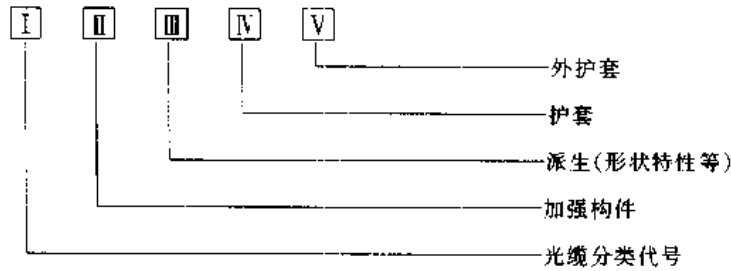 Ⅰ Ⅱ Ⅲ Ⅳ Ⅴ
外护套
护套
派生(形状特性等)
加强构件
光缆分类代号